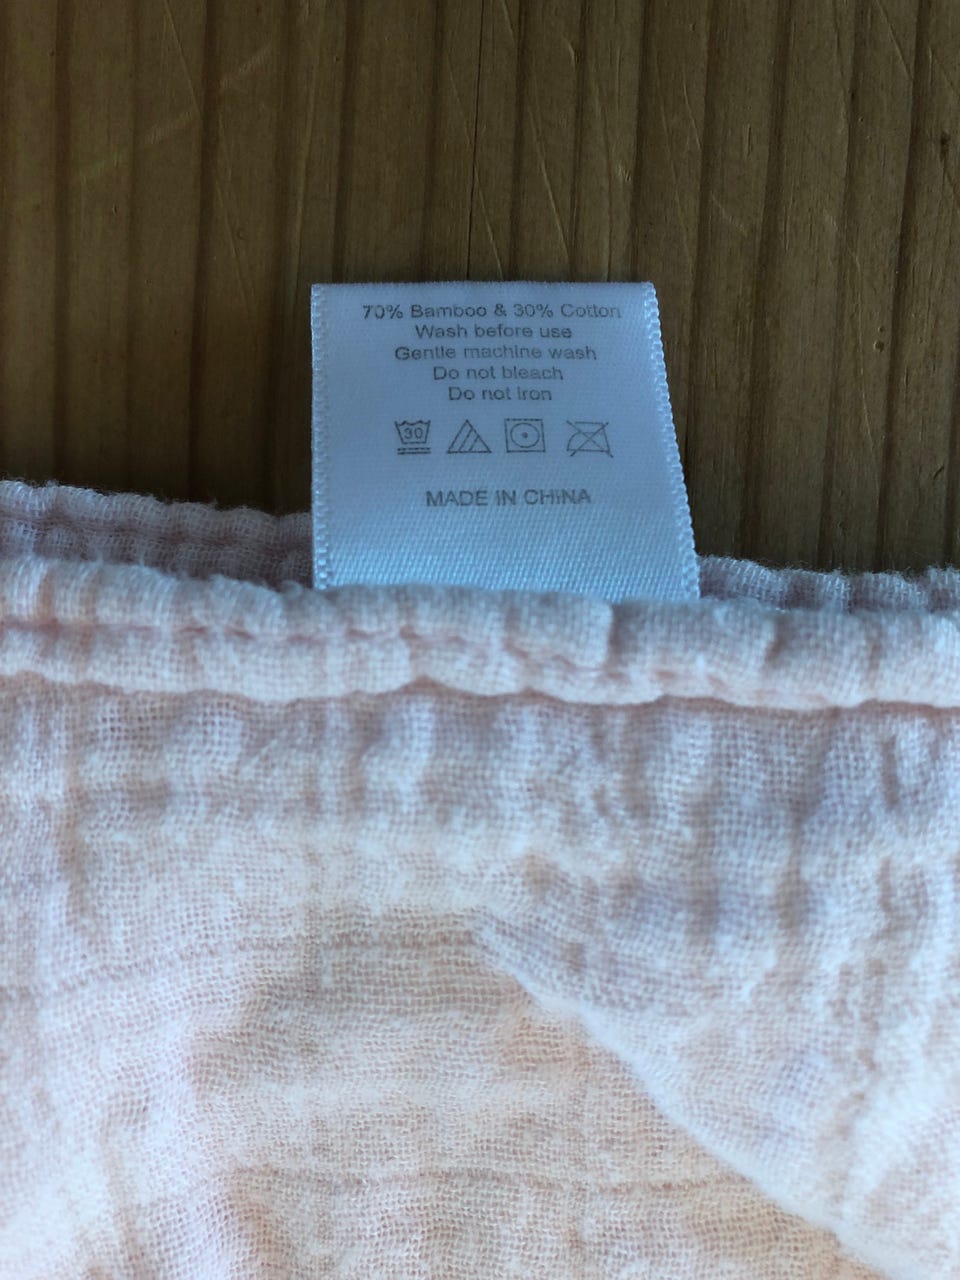 70% Bamboo & 30% Cotton
Wash before use
Gentle machine wash
Do not bleach
Do not iron
30
MADE IN CHINA